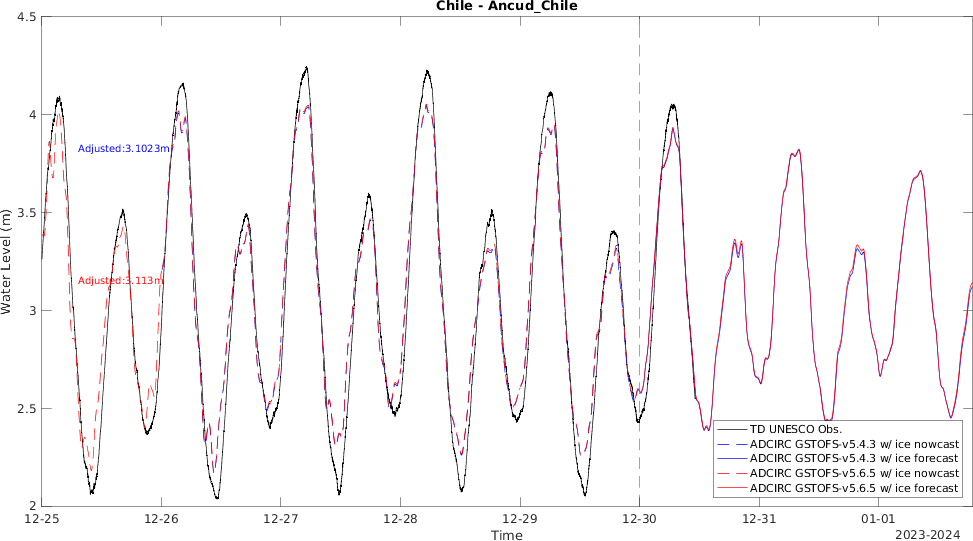 Chile - Ancud_Chile
Water Level (m)
4.5
4
3.5
3
2.5
2
Adjusted:3.1023m
Adjusted:3.113m
TD UNESCO Obs.
ADCIRC GSTOFS-v5.4.3 w/ ice nowcast
ADCIRC GSTOFS-v5.4.3 w/ ice forecast
ADCIRC GSTOFS-v5.6.5 w/ ice nowcast
ADCIRC GSTOFS-v5.6.5 w/ ice forecast
12-25 12-26 12-27 12-28 12-29 12-30 12-31 01-01
Time
2023-2024